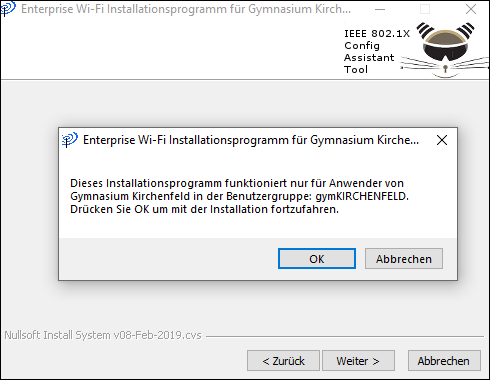 Enterprise Wi-Fi Installationsprogramm für Gymnasium Kirch...
IEEE 802.1X
Config
Assistant
Tool
Enterprise Wi-Fi Installationsprogramm für Gymnasium Kirche...
Dieses Installationsprogramm funktioniert nur für Anwender von
Gymnasium Kirchenfeld in der Benutzergruppe: gymKIRCHENFELD.
Drücken Sie OK um mit der Installation fortzufahren.
OK
Abbrechen
Nullsoft Install System v08-Feb-2019.cvs
< Zurück
Weiter >
Abbrechen